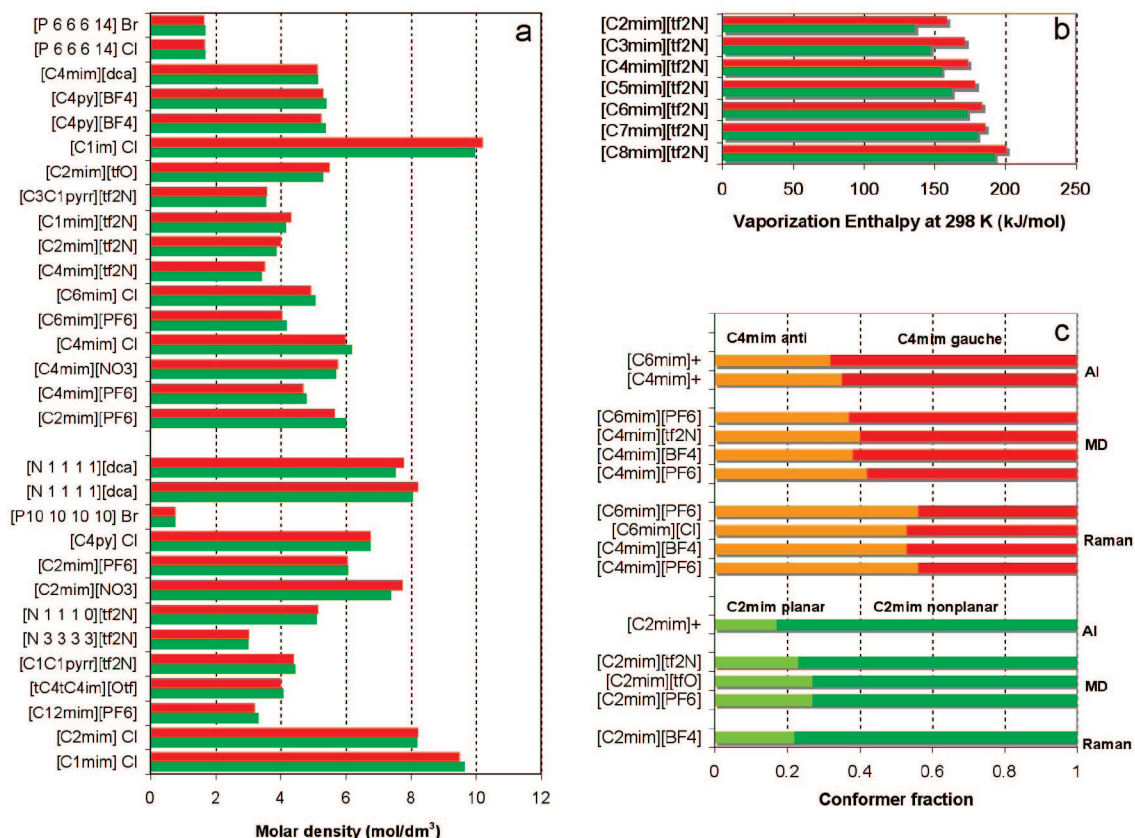 a
[P 6 6 6 14] Br
[P 6 6 6 14] Cl
[C4mim][dca]
[C4py][BF4]
[C4py][BF4]
[C1im] Cl
[C2mim][tfO]
[C3C1pyrr][tf2N]
[C1mim][tf2N]
[C2mim][tf2N]
[C4mim][tf2N]
[C6mim] Cl
[C6mim][PF6]
[C4mim] Cl
[C4mim][NO3]
[C4mim][PF6]
[C2mim][PF6]
[N 1 1 1 1][dca]
[N 1 1 1 1][dca]
[P10 10 10 10] Br
[C4py] Cl
[C2mim][PF6]
[C2mim][NO3]
[N 1 1 1 0][tf2N]
[N 3 3 3 3][tf2N]
[C1C1pyrr][tf2N]
[tC4tC4im][Otf]
[C12mim][PF6]
[C2mim] Cl
[C1mim] Cl
0 2 4 6 8 10 12
Molar density (mol/dm³)
b
[C2mim][tf2N]
[C3mim][tf2N]
[C4mim][tf2N]
[C5mim][tf2N]
[C6mim][tf2N]
[C7mim][tf2N]
[C8mim][tf2N]
0 50 100 150 200 250
Vaporization Enthalpy at 298 K (kJ/mol)
c
C4mim anti C4mim gauche
[C6mim]+
[C4mim]+
AI
[C6mim][PF6]
[C4mim][tf2N]
[C4mim][BF4]
[C4mim][PF6]
MD
[C6mim][PF6]
[C6mim][Cl]
[C4mim][BF4]
[C4mim][PF6]
Raman
C2mim planar C2mim nonplanar
[C2mim]+
AI
[C2mim][tf2N]
[C2mim][tfO]
[C2mim][PF6]
MD
[C2mim][BF4]
Raman
0 0.2 0.4 0.6 0.8 1
Conformer fraction